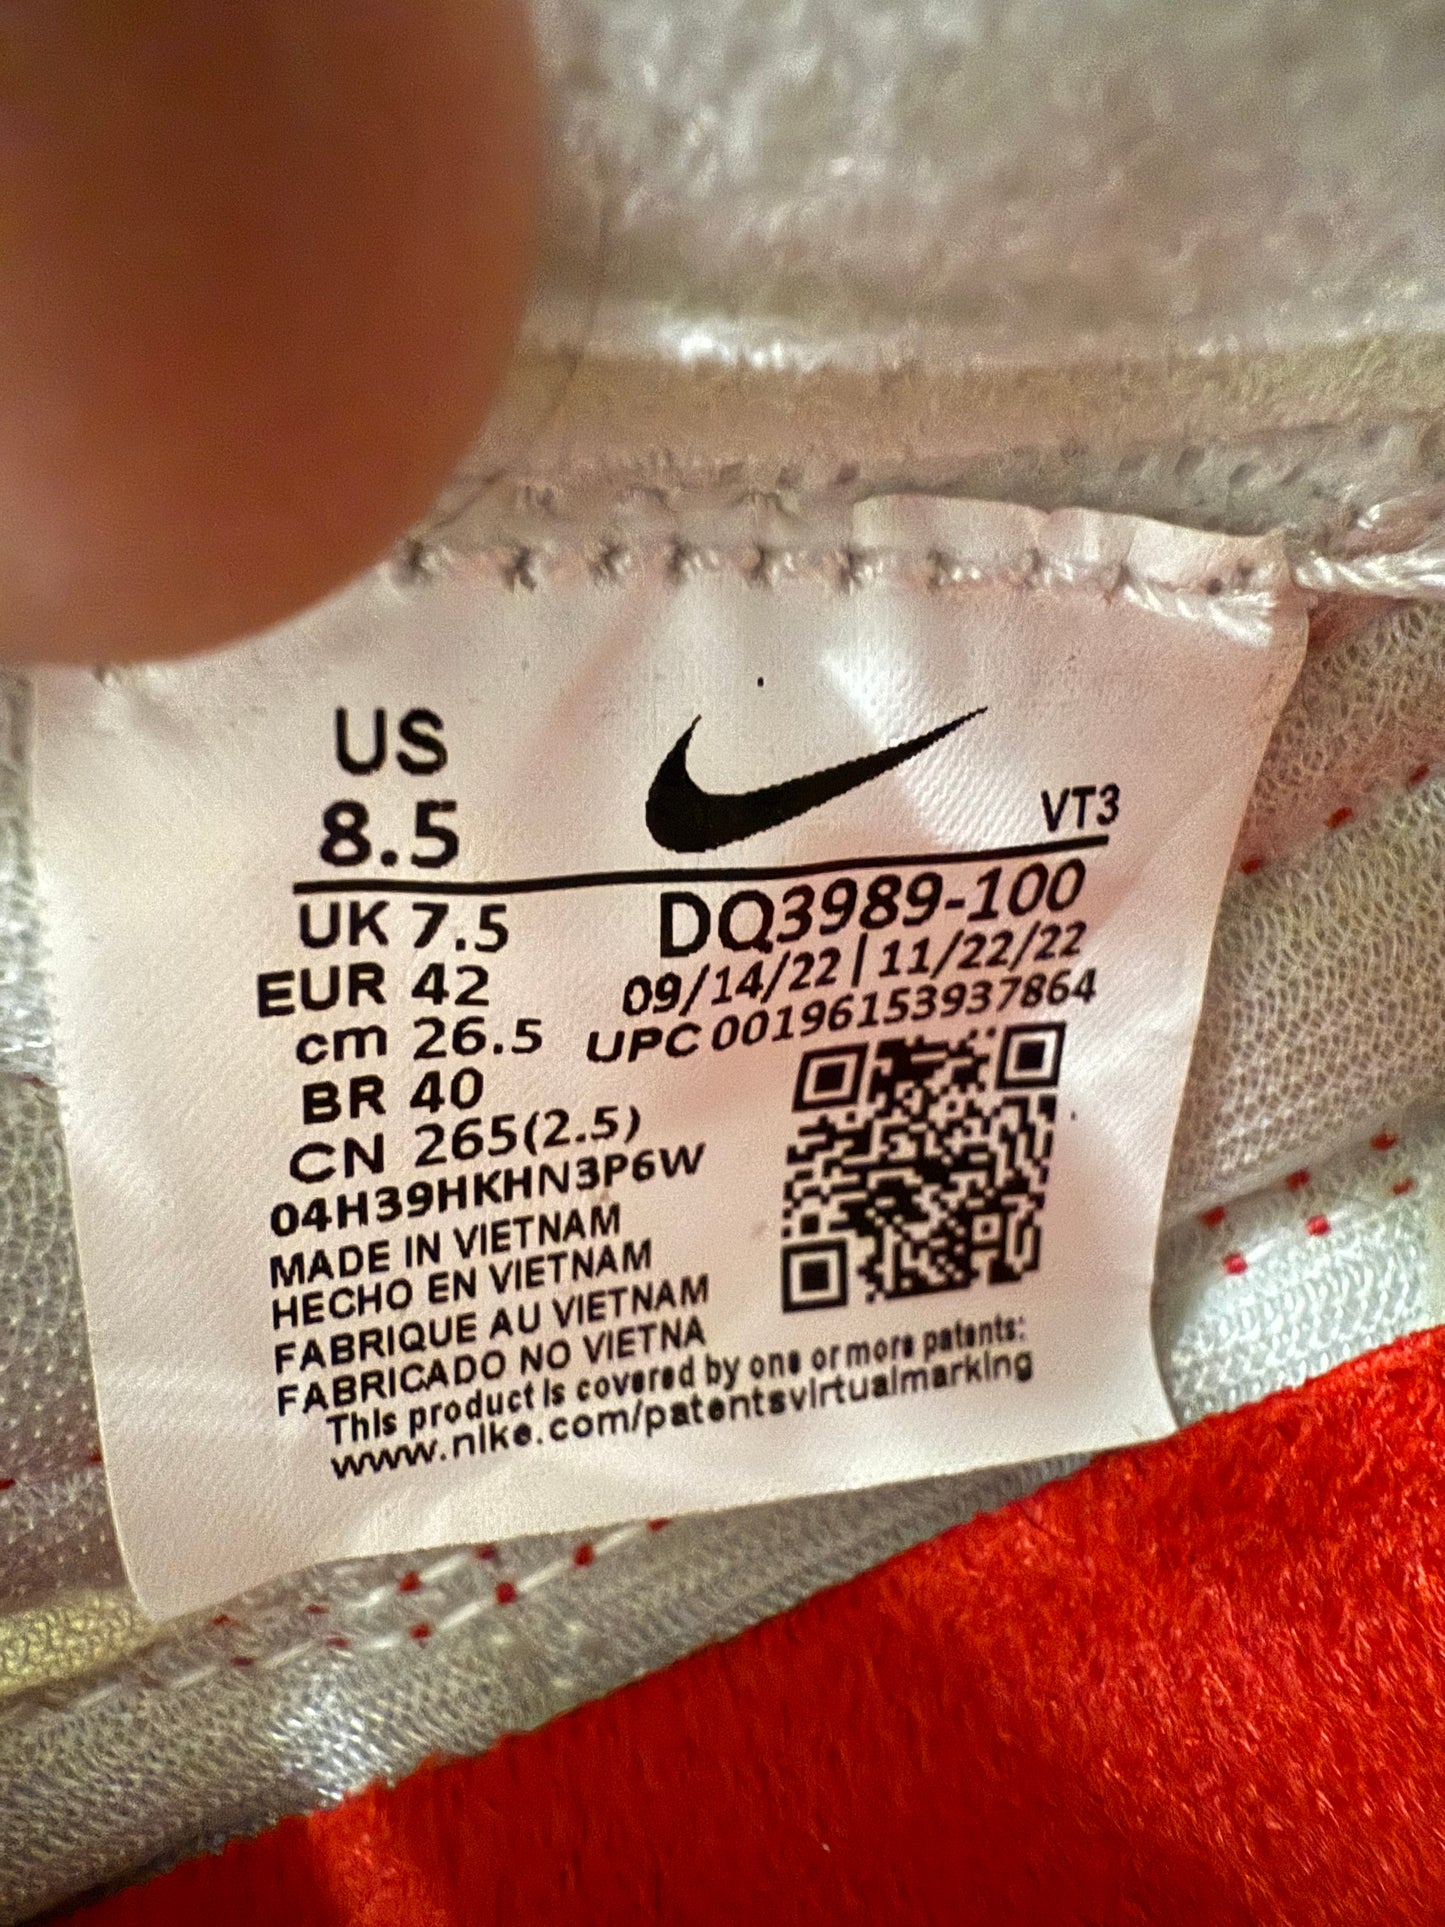 US
8.5
VT3
UK 7.5
DQ3989-100
EUR 42
09/14/22 | 11/22/22
cm 26.5
UPC 00196153937864
BR 40
CN 265(2.5)
04H39HKHN3P6W
MADE IN VIETNAM
HECHO EN VIETNAM
FABRIQUE AU VIETNAM
FABRICADO NO VIETNA
This product is covered by one or more patents:
www.nike.com/patentsvirtualmarking